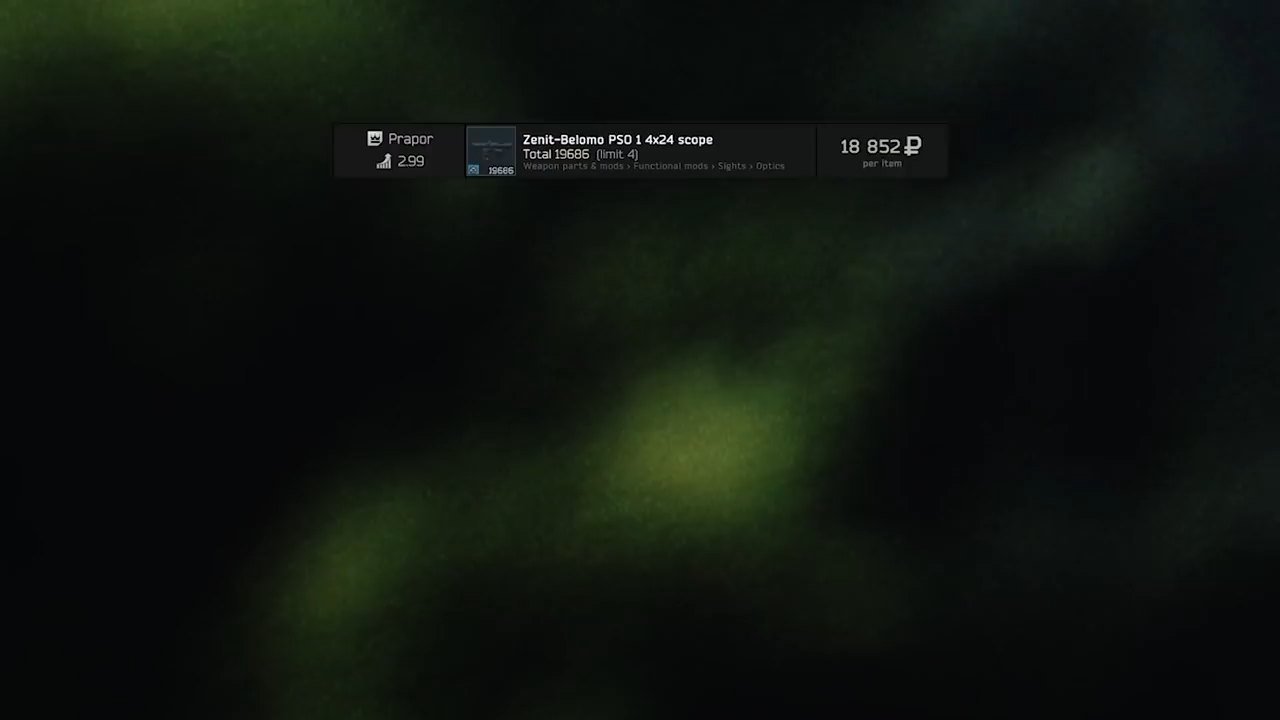 Prapor
2.99
19686
Zenit-Belomo PSO 1 4x24 scope
Total 19686 (limit 4)
Weapon parts & mods › Functional mods › Sights › Optics
18 852 ₽
per item